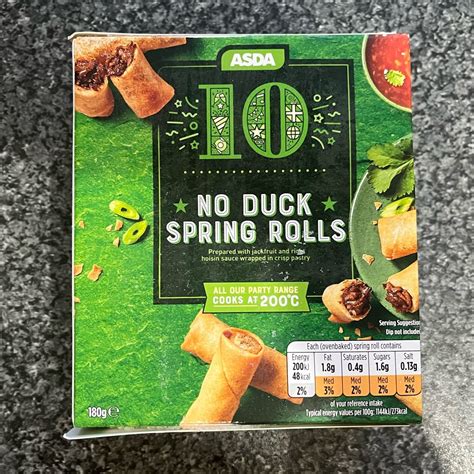 ASDA
10
NO DUCK
SPRING ROLLS
Prepared with jackfruit and rich
hoisin sauce wrapped in crisp pastry
ALL OUR PARTY RANGE
COOKS AT 200°C
Serving Suggestion
Dip not included
Each (ovenbaked) spring roll contains
Energy Fat Saturates Sugars Salt
200kJ 1.8g 0.4g 1.6g 0.13g
48kcal Med Med Med Med
2% 3% 2% 2% 2%
of your reference intake
Typical energy values per 100g: 1144kJ/273kcal
180g℮